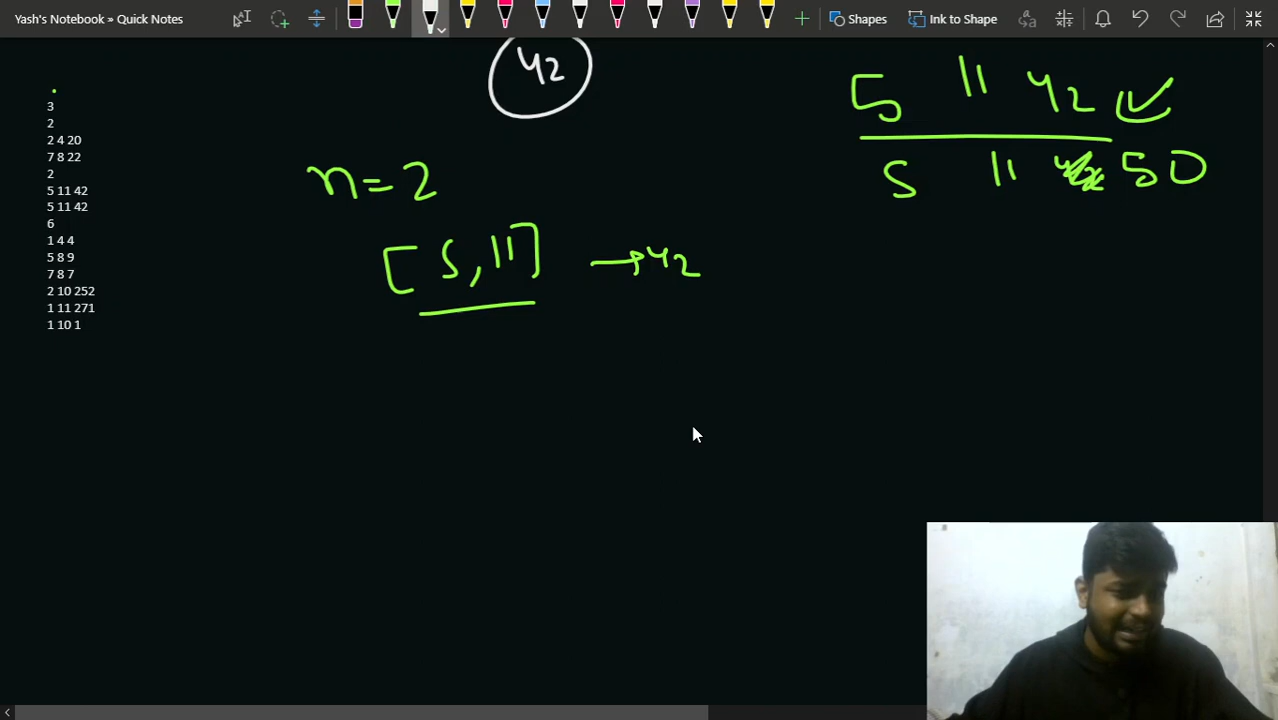 Yash's Notebook » Quick Notes
Shapes
Ink to Shape
42
5 11 42
5 11 50
3
2
2 4 20
7 8 22
2
5 11 42
5 11 42
6
1 4 4
5 8 9
7 8 7
2 10 252
1 11 271
1 10 1
n=2
[5,11] → 42